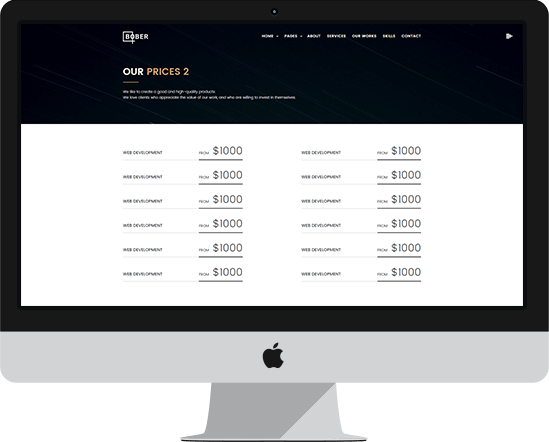 BOBER
HOME PAGES ABOUT SERVICES OUR WORKS SKILLS CONTACT
OUR PRICES 2
We like to create a good and high-quality products.
We love clients who appreciate the value of our work, and who are willing to invest in themselves.
WEB DEVELOPMENT FROM $1000 WEB DEVELOPMENT FROM $1000
WEB DEVELOPMENT FROM $1000 WEB DEVELOPMENT FROM $1000
WEB DEVELOPMENT FROM $1000 WEB DEVELOPMENT FROM $1000
WEB DEVELOPMENT FROM $1000 WEB DEVELOPMENT FROM $1000
WEB DEVELOPMENT FROM $1000 WEB DEVELOPMENT FROM $1000
WEB DEVELOPMENT FROM $1000 WEB DEVELOPMENT FROM $1000